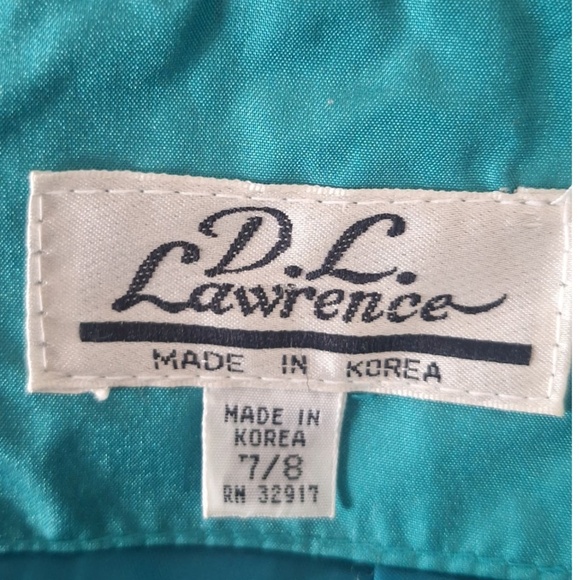 D.L.
Lawrence
MADE IN KOREA
MADE IN
KOREA
7/8
RN 32917